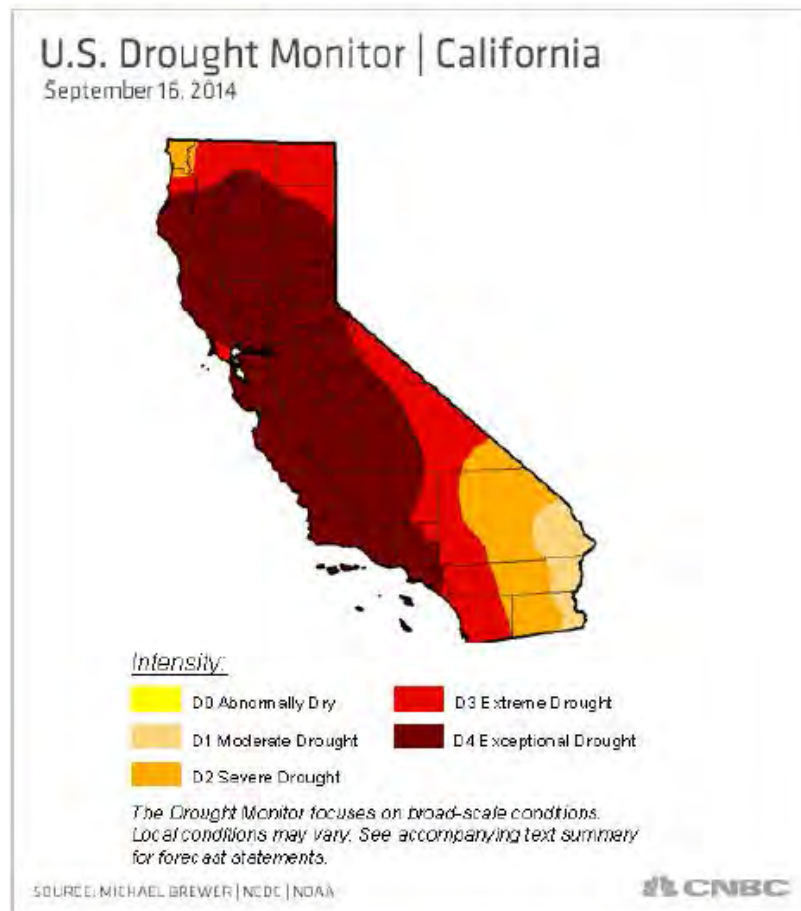 U.S. Drought Monitor | California
September 16, 2014
Intensity:
D0 Abnormally Dry
D3 Extreme Drought
D1 Moderate Drought
D4 Exceptional Drought
D2 Severe Drought
The Drought Monitor focuses on broad-scale conditions.
Local conditions may vary. See accompanying text summary
for forecast statements.
SOURCE: MICHAEL BREWER | NCDC | NOAA
CNBC